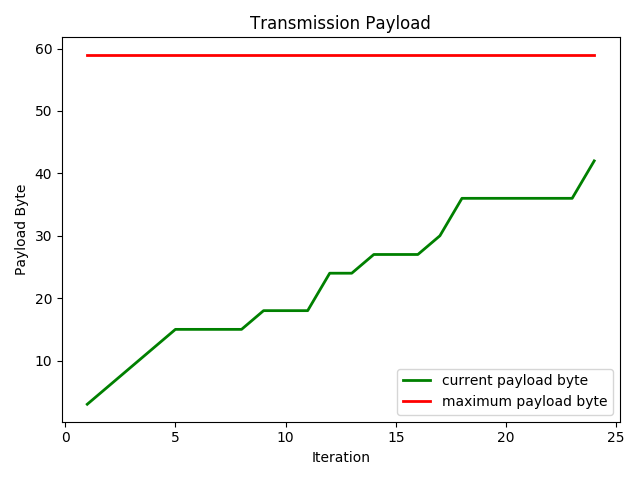 Transmission Payload
60
50
40
30
20
10
Payload Byte
current payload byte
maximum payload byte
0 5 10 15 20 25
Iteration